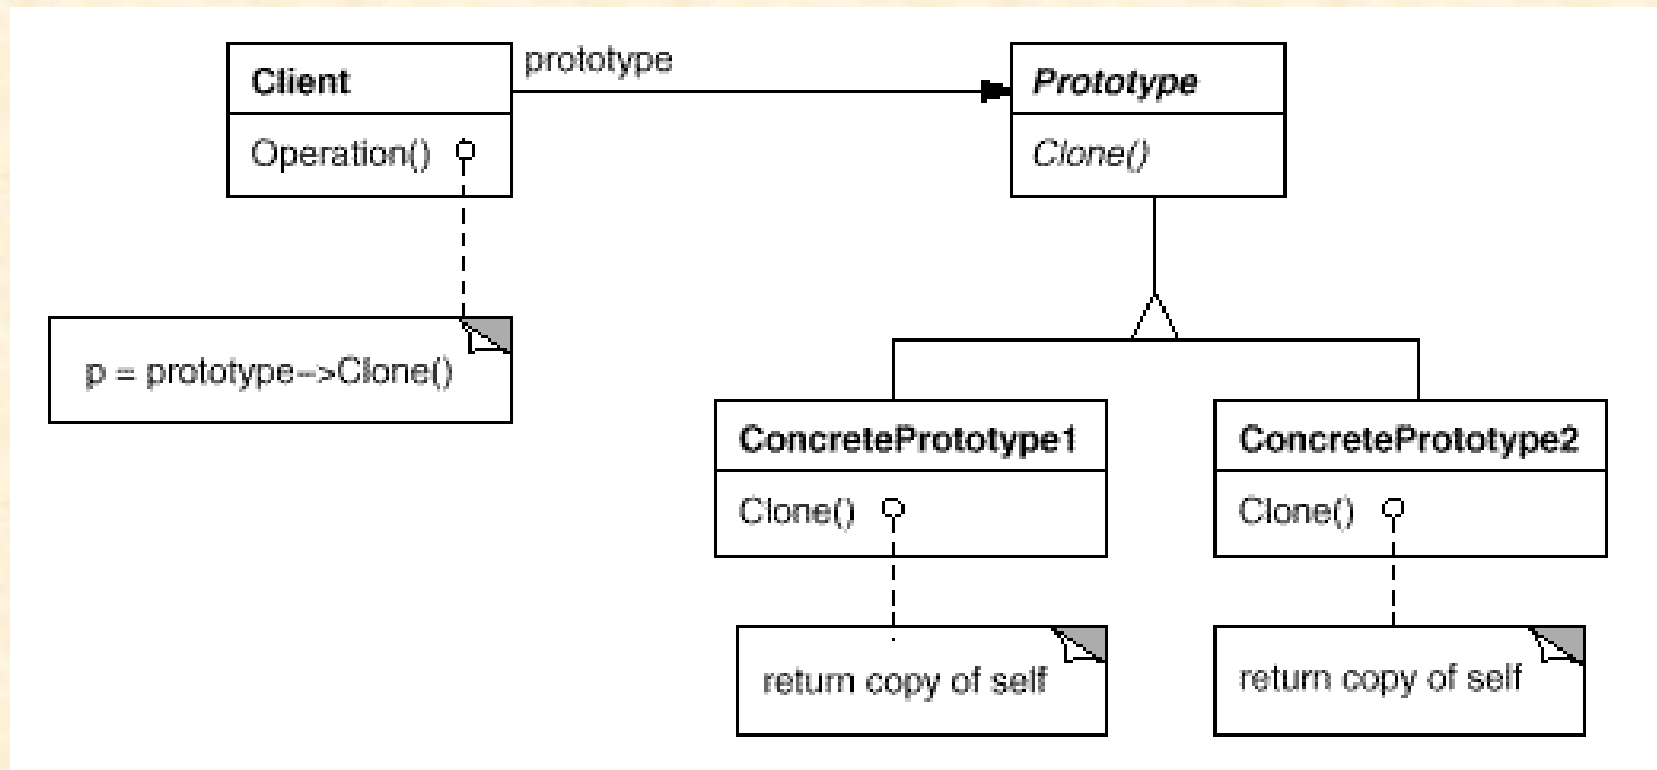 Client
Operation()
prototype
Prototype
Clone()
p = prototype−>Clone()
ConcretePrototype1
Clone()
ConcretePrototype2
Clone()
return copy of self
return copy of self